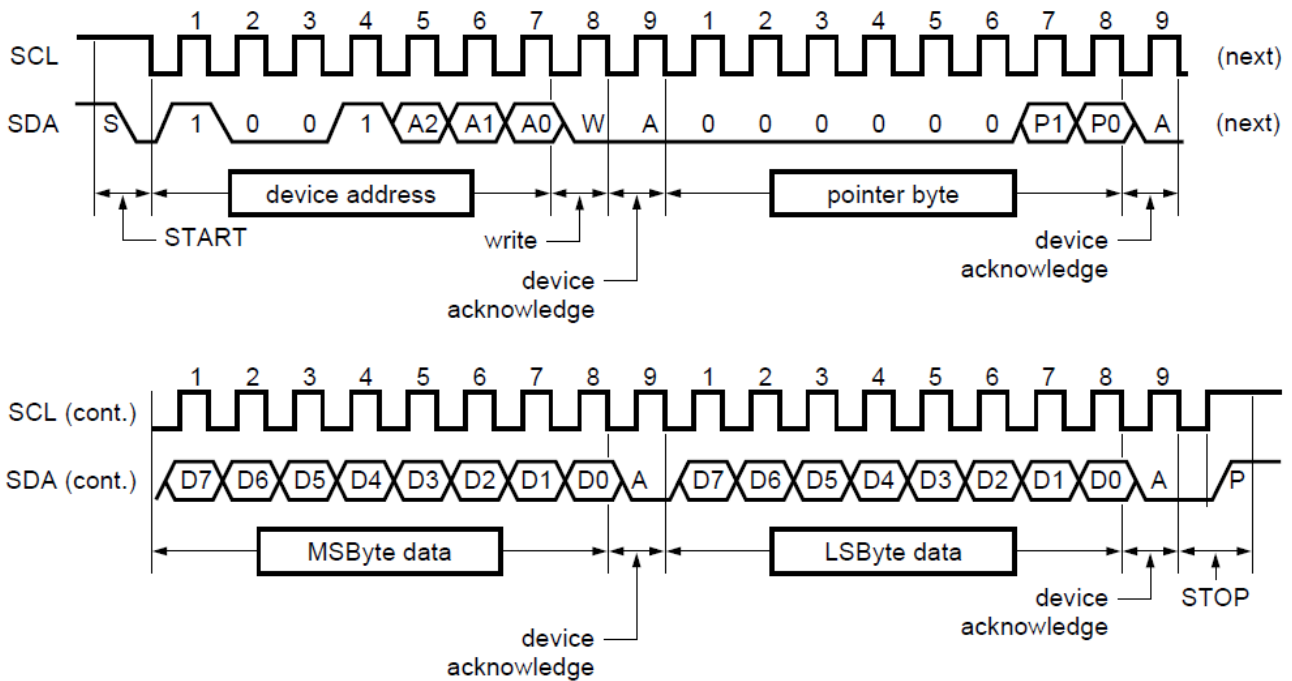 1 2 3 4 5 6 7 8 9 1 2 3 4 5 6 7 8 9
SCL (next)
SDA S 1 0 0 1 A2 A1 A0 W A 0 0 0 0 0 0 P1 P0 A (next)
device address pointer byte
START write device
acknowledge
device
acknowledge
1 2 3 4 5 6 7 8 9 1 2 3 4 5 6 7 8 9
SCL (cont.)
SDA (cont.) D7 D6 D5 D4 D3 D2 D1 D0 A D7 D6 D5 D4 D3 D2 D1 D0 A P
MSByte data LSByte data
device
acknowledge
STOP
device
acknowledge